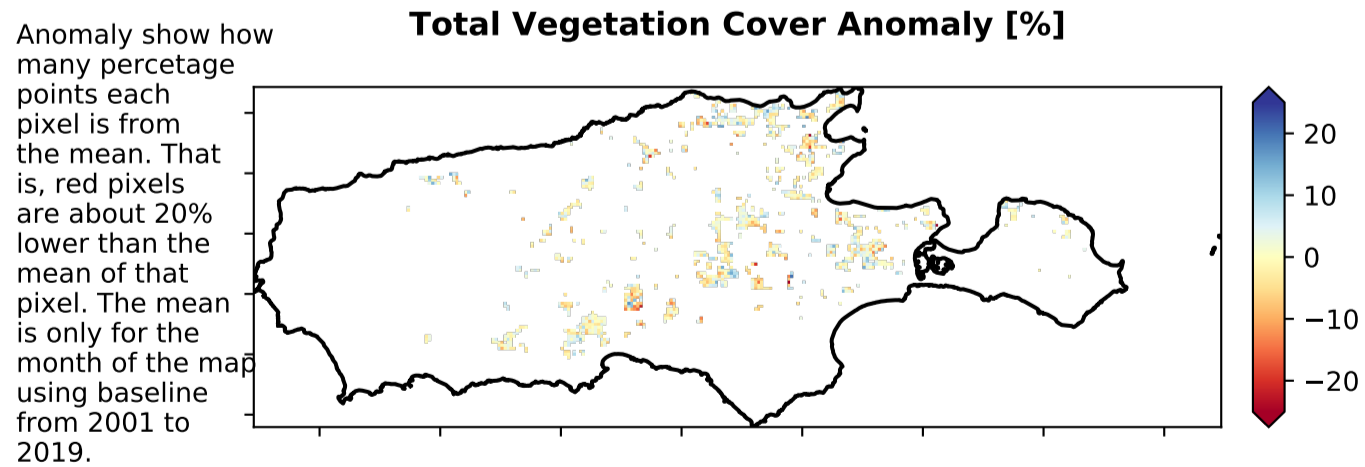 Total Vegetation Cover Anomaly [%]
Anomaly show how
many percetage
points each
pixel is from
the mean. That
is, red pixels
are about 20%
lower than the
mean of that
pixel. The mean
is only for the
month of the map
using baseline
from 2001 to
2019.
20
10
0
−10
−20